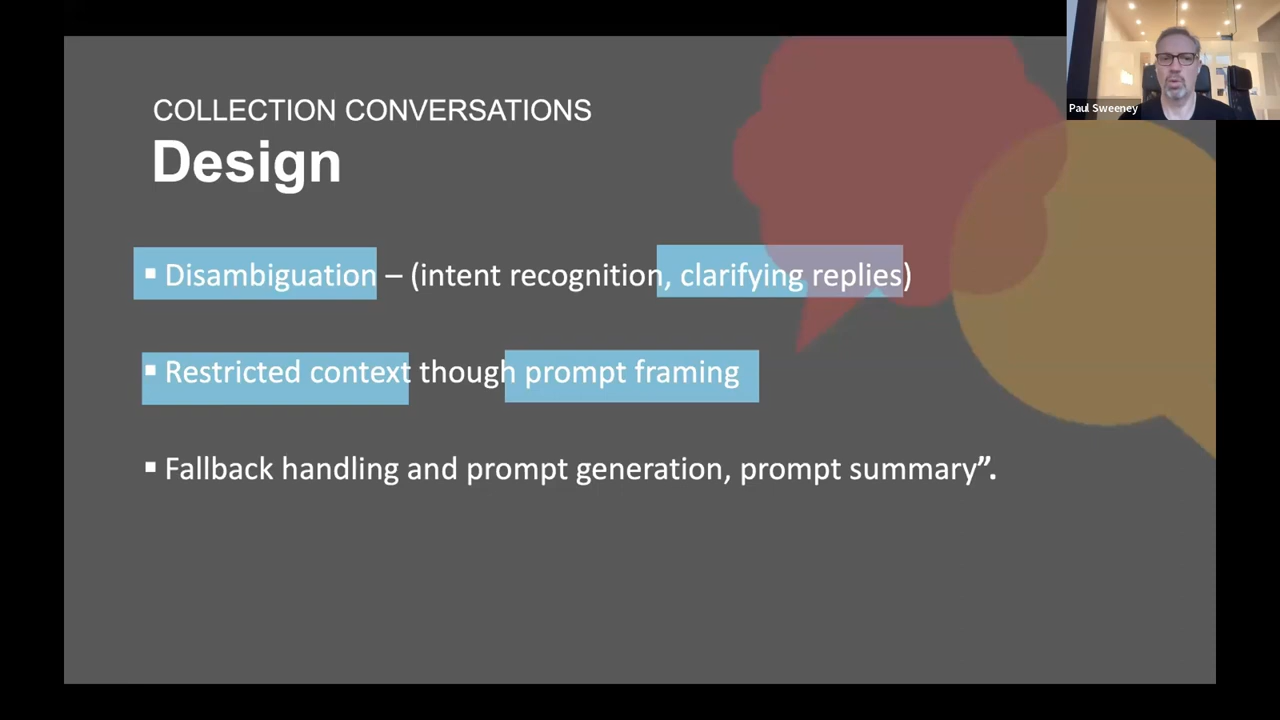 Paul Sweeney
COLLECTION CONVERSATIONS
Design
▪ Disambiguation – (intent recognition, clarifying replies)
▪ Restricted context though prompt framing
▪ Fallback handling and prompt generation, prompt summary”.